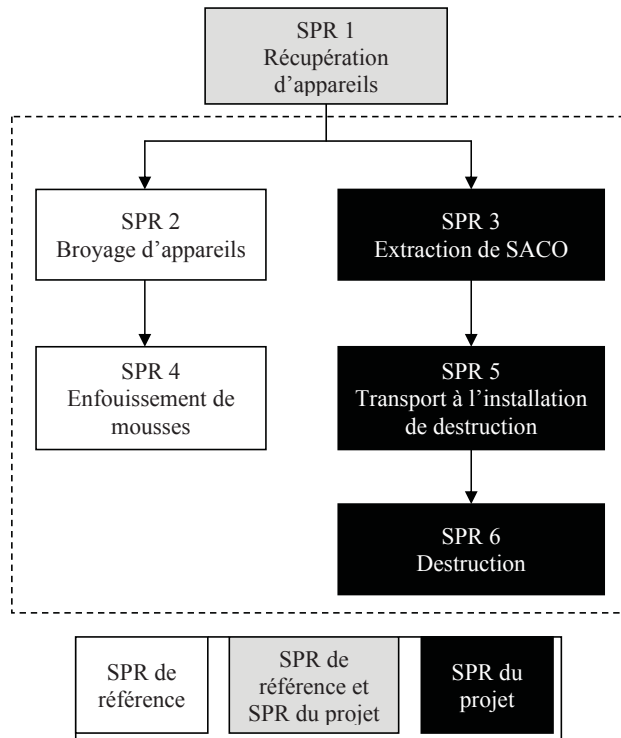 SPR 1
Récupération
d’appareils
SPR 2
Broyage d’appareils
SPR 3
Extraction de SACO
SPR 4
Enfouissement de
mousses
SPR 5
Transport à l’installation
de destruction
SPR 6
Destruction
SPR de
référence
SPR de
référence et
SPR du projet
SPR du
projet